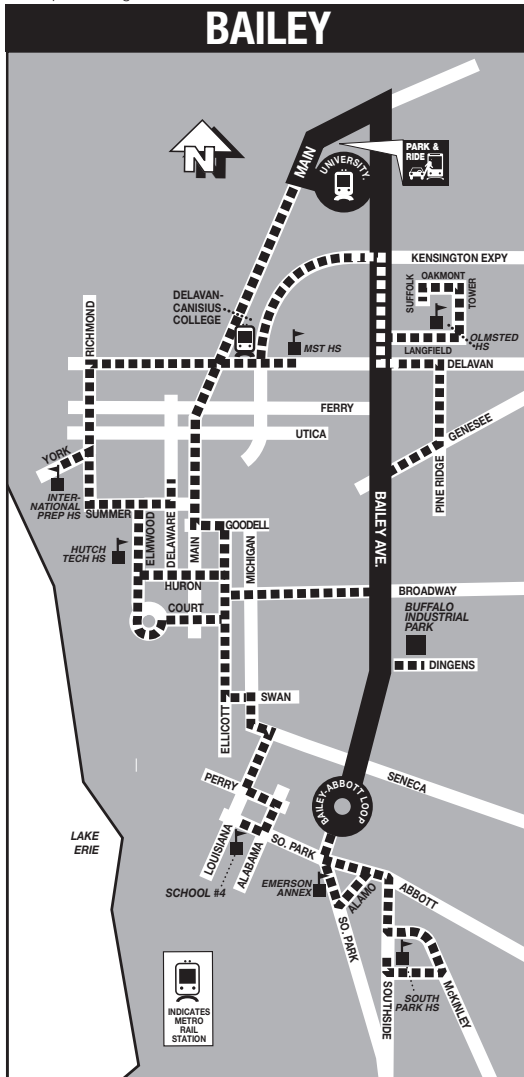 BAILEY
N
MAIN
UNIVERSITY
PARK &
RIDE
KENSINGTON EXPY
SUFFOLK
OAKMONT
TOWER
DELAVAN-
CANISIUS
COLLEGE
RICHMOND
MST HS
OLMSTED
HS
LANGFIELD
DELAVAN
FERRY
UTICA
GENESEE
PINE RIDGE
YORK
INTER-
NATIONAL
PREP HS
SUMMER
ELMWOOD
DELAWARE
MAIN
GOODELL
MICHIGAN
BAILEY AVE.
HUTCH
TECH HS
HURON
BROADWAY
COURT
BUFFALO
INDUSTRIAL
PARK
DINGENS
SWAN
ELLICOTT
SENECA
PERRY
BAILEY-ABBOTT LOOP
LAKE
ERIE
LOUISIANA
ALABAMA
SO. PARK
SCHOOL #4
EMERSON
ANNEX
ALAMO
ABBOTT
SO. PARK
SOUTHSIDE
SOUTH
PARK HS
McKINLEY
INDICATES
METRO
RAIL
STATION